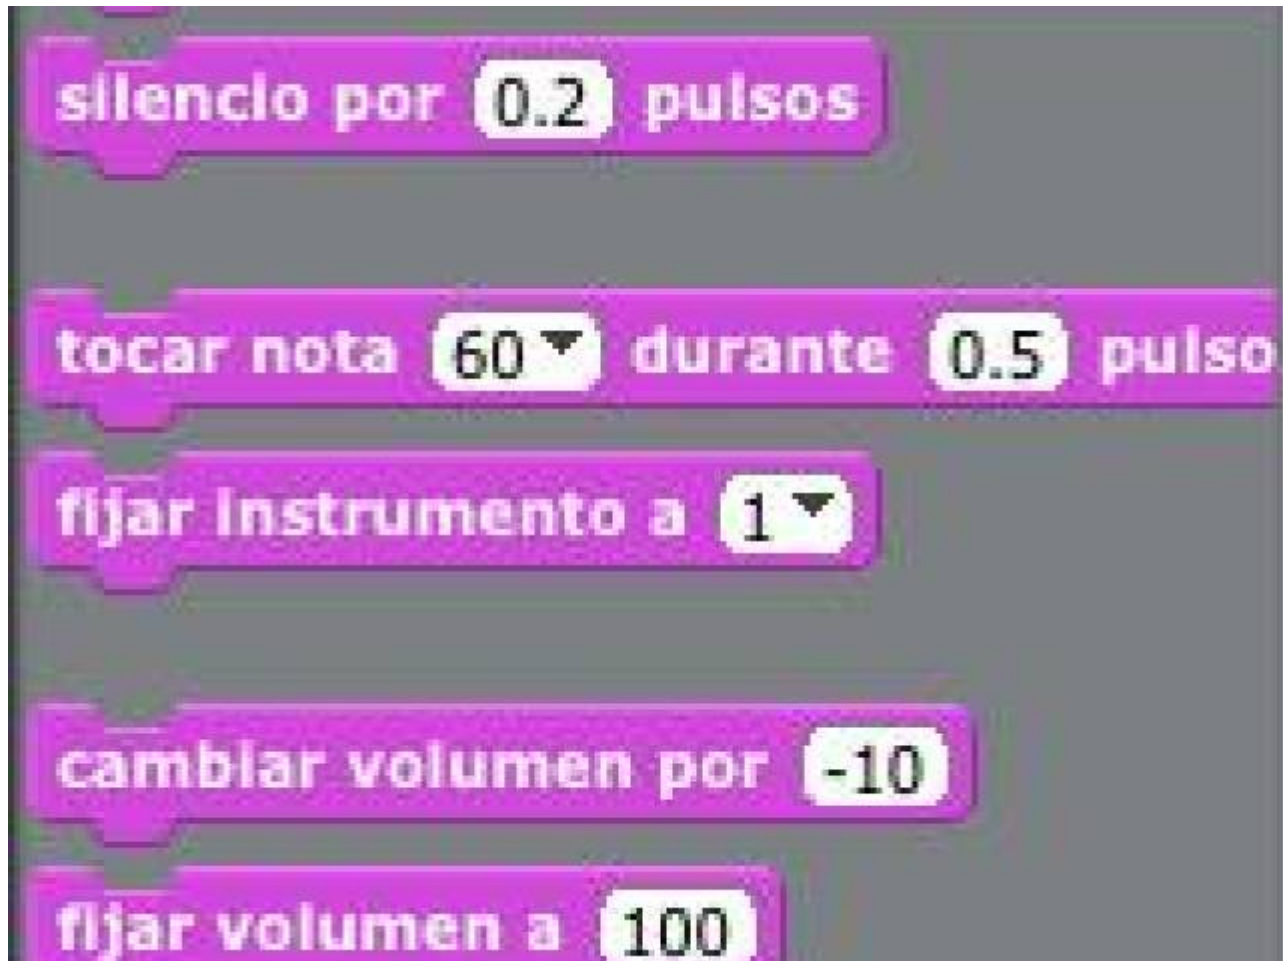 silencio por 0.2 pulsos
tocar nota 60 durante 0.5 pulso
fijar instrumento a 1
cambiar volumen por -10
fijar volumen a 100